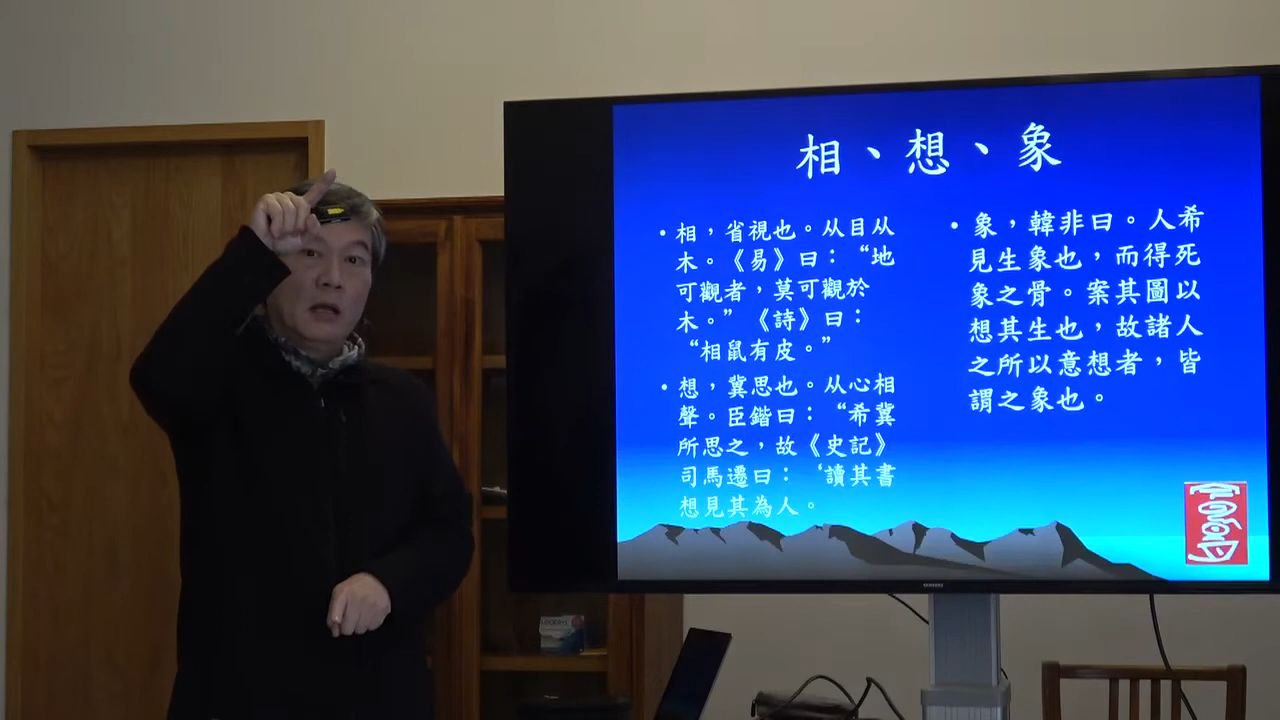 相、想、象
•相，省視也。从目从
木。《易》曰：“地
可觀者，莫可觀於
木。”《詩》曰：
“相鼠有皮。”
•想，冀思也。从心相
聲。臣鍇曰：“希冀
所思之，故《史記》
司馬遷曰：‘讀其書
想見其為人。
•象，韓非曰。人希
見生象也，而得死
象之骨。案其圖以
想其生也，故諸人
之所以意想者，皆
謂之象也。
SAMSUNG